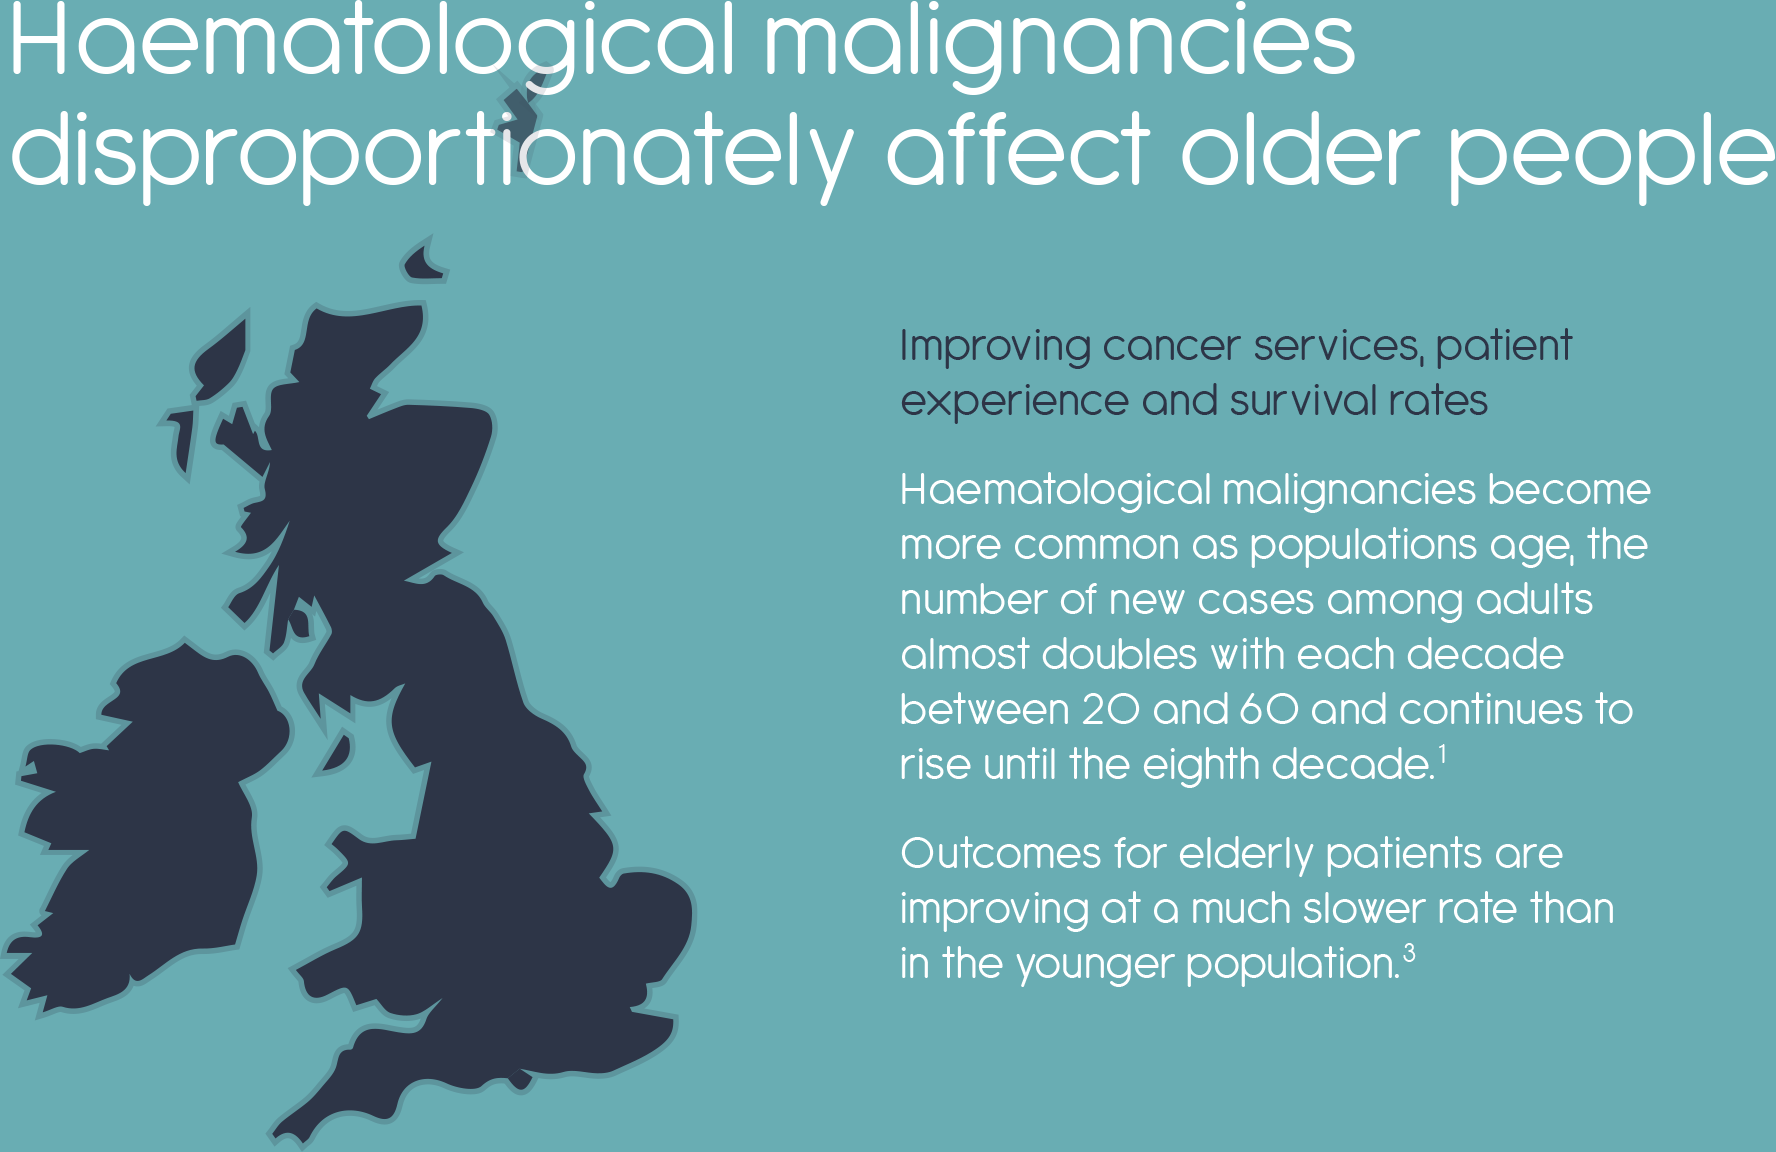 Haematological malignancies
disproportionately affect older people
Improving cancer services, patient
experience and survival rates
Haematological malignancies become
more common as populations age, the
number of new cases among adults
almost doubles with each decade
between 20 and 60 and continues to
rise until the eighth decade.¹
Outcomes for elderly patients are
improving at a much slower rate than
in the younger population.³